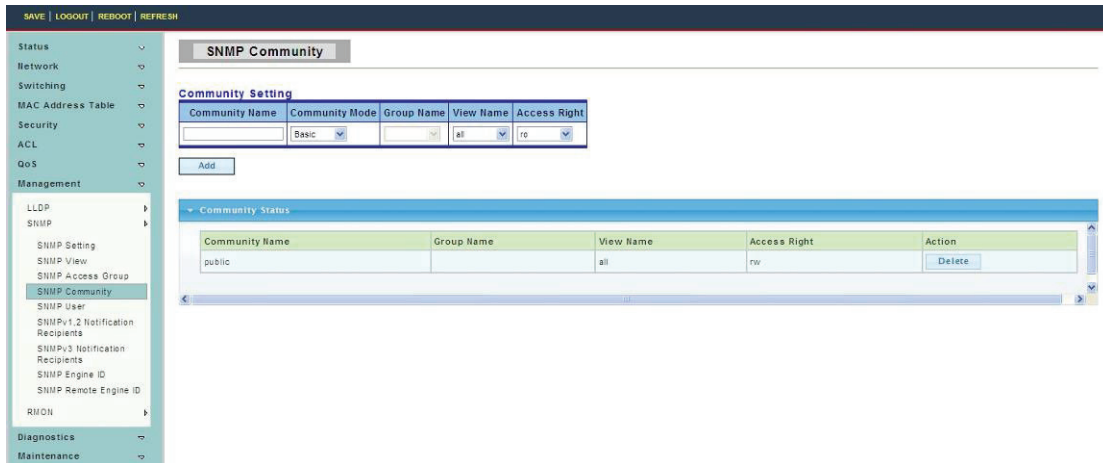 SAVE | LOGOUT | REBOOT | REFRESH
Status
Network
Switching
MAC Address Table
Security
ACL
QoS
Management
LLDP
SNMP
SNMP Setting
SNMP View
SNMP Access Group
SNMP Community
SNMP User
SNMPv1,2 Notification
Recipients
SNMPv3 Notification
Recipients
SNMP Engine ID
SNMP Remote Engine ID
RMON
Diagnostics
Maintenance
SNMP Community
Community Setting
Community Name Community Mode Group Name View Name Access Right
Basic all ro
Add
Community Status
Community Name Group Name View Name Access Right Action
public all rw Delete